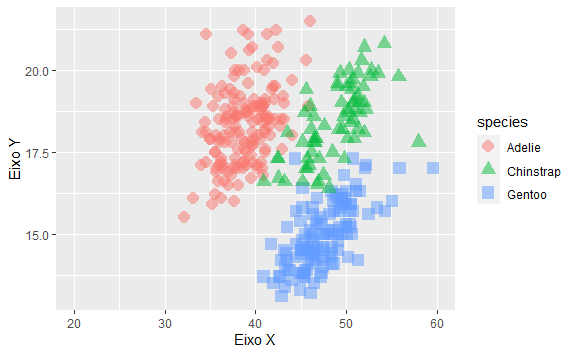 20.0
17.5
15.0
Eixo Y
20 30 40 50 60
Eixo X
species
Adelie
Chinstrap
Gentoo